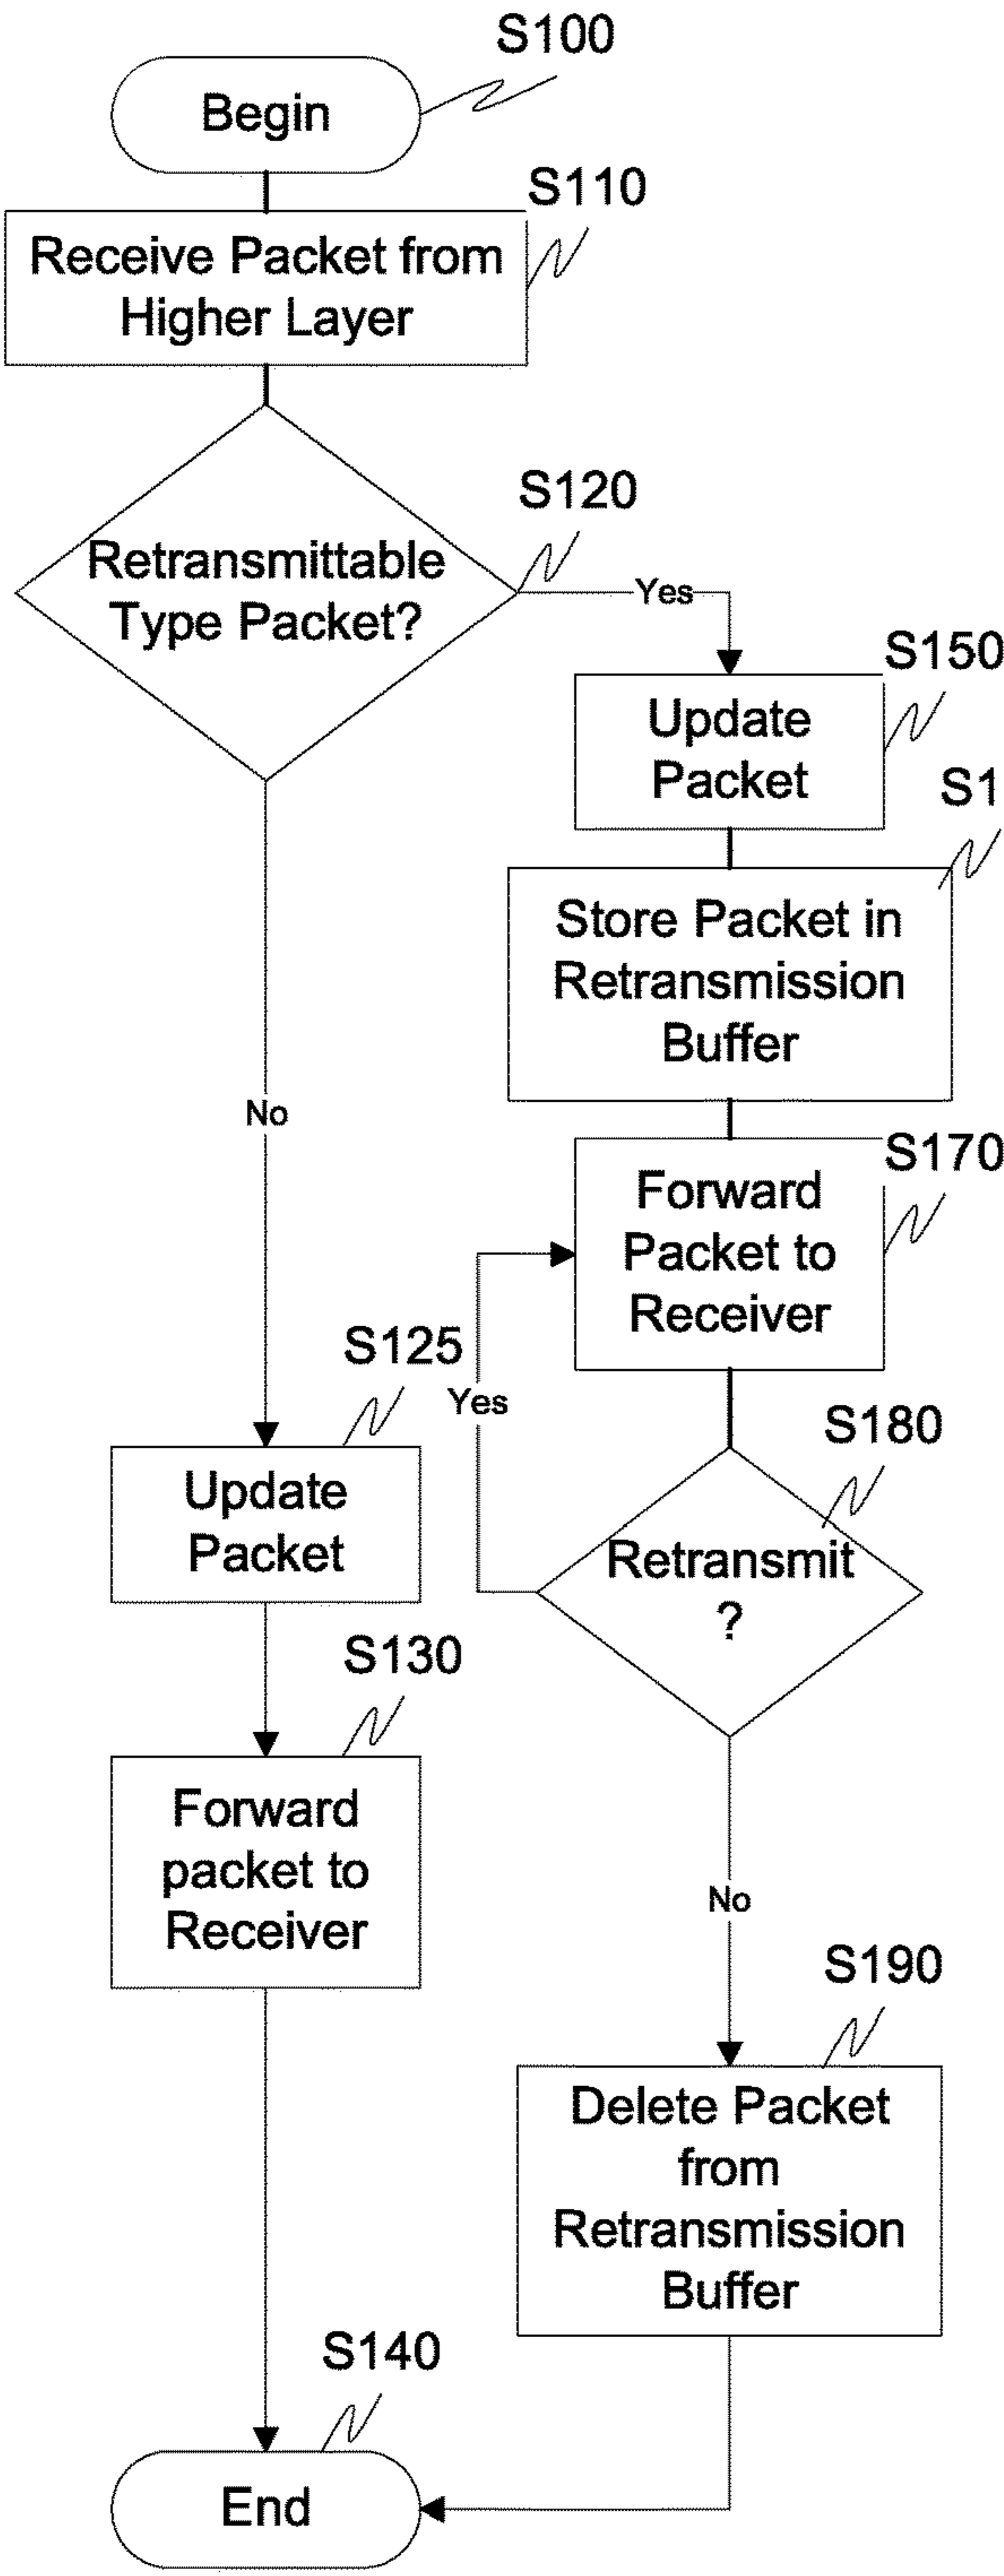 S100
Begin
S110
Receive Packet from
Higher Layer
S120
Retransmittable
Type Packet?
Yes
S150
Update
Packet
S1
Store Packet in
Retransmission
Buffer
No
S170
Forward
Packet to
Receiver
S125
Yes
S180
Update
Packet
Retransmit
?
S130
Forward
packet to
Receiver
No
S190
Delete Packet
from
Retransmission
Buffer
S140
End